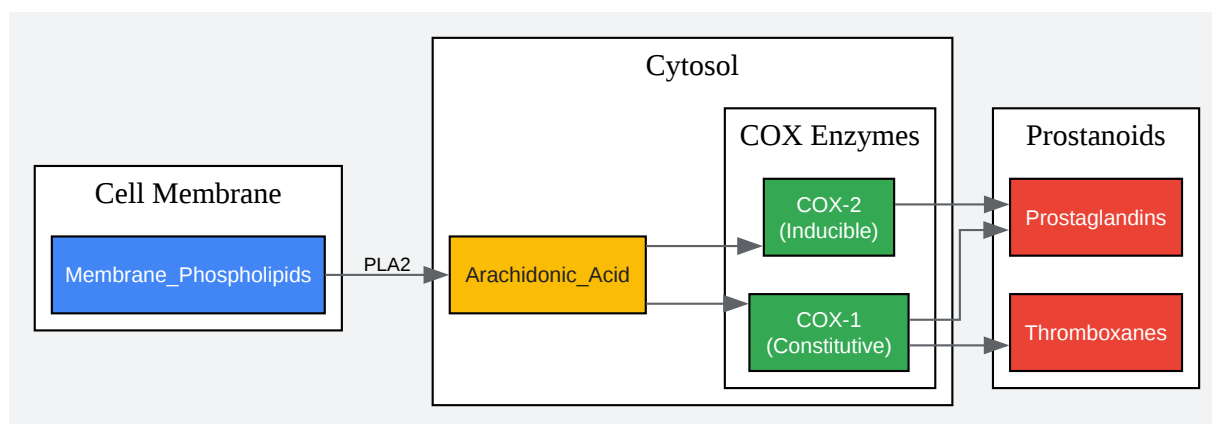 Cell Membrane
Membrane_Phospholipids
PLA2
Cytosol
Arachidonic_Acid
COX Enzymes
COX-2
(Inducible)
COX-1
(Constitutive)
Prostanoids
Prostaglandins
Thromboxanes